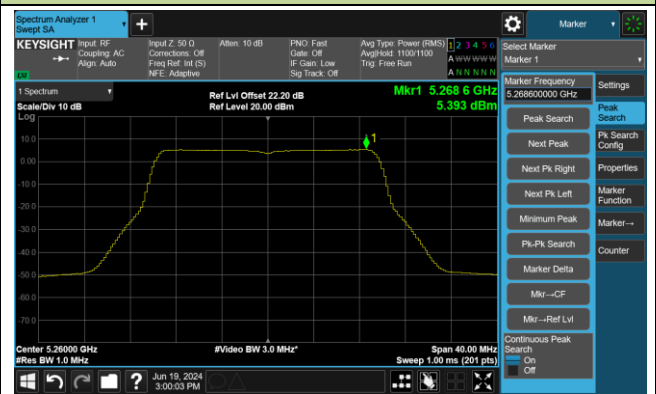 Spectrum Analyzer 1
Swept SA
+
Marker
KEYSIGHT
Input: RF
Coupling: AC
Align: Auto
Input Z: 50 Ω
Corrections: Off
Freq Ref: Int (S)
NFE: Adaptive
Atten: 10 dB
PNO: Fast
Gate: Off
IF Gain: Low
Sig Track: Off
Avg Type: Power (RMS)
Avg|Hold: 1100/1100
Trig: Free Run
1 2 3 4 5 6
A W W W W W
A N N N N N
LXI
Select Marker
Marker 1
1 Spectrum
Scale/Div 10 dB
Log
Ref Lvl Offset 22.20 dB
Ref Level 20.00 dBm
Mkr1 5.268 6 GHz
5.393 dBm
1
10.0
0.00
-10.0
-20.0
-30.0
-40.0
-50.0
-60.0
-70.0
Center 5.26000 GHz
#Res BW 1.0 MHz
#Video BW 3.0 MHz*
Span 40.00 MHz
Sweep 1.00 ms (201 pts)
Marker Frequency
5.268600000 GHz
Peak Search
Next Peak
Next Pk Right
Next Pk Left
Minimum Peak
Pk-Pk Search
Marker Delta
Mkr→CF
Mkr→Ref Lvl
Continuous Peak
Search
On
Off
Settings
Peak
Search
Pk Search
Config
Properties
Marker
Function
Marker→
Counter
?
Jun 19, 2024
3:00:03 PM